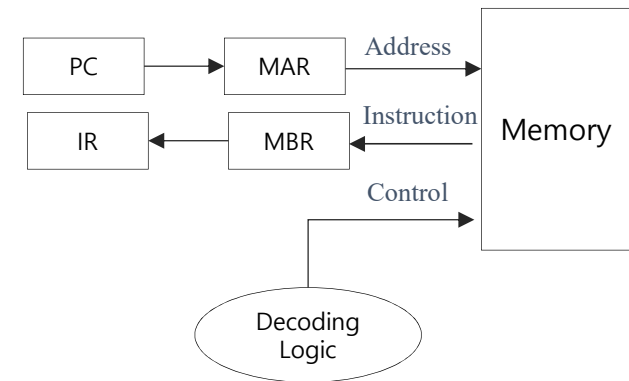 PC
MAR
Address
IR
MBR
Instruction
Memory
Control
Decoding
Logic